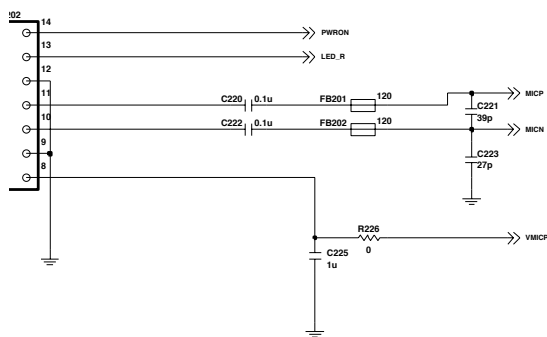 202
14
PWRON
13
LED_R
12
11
C220 0.1u FB201 120 MICP
C221
39p
10
C222 0.1u FB202 120 MICN
9
C223
27p
8
R226
0
VMICP
C225
1u